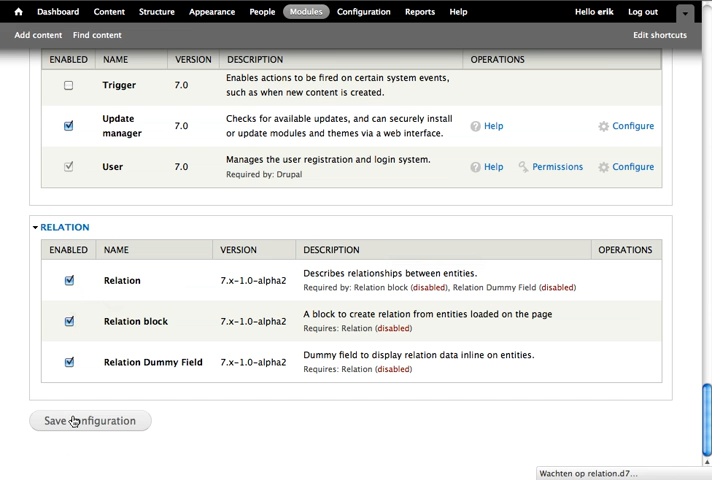 Dashboard Content Structure Appearance People Modules Configuration Reports Help Hello erik Log out
Add content Find content Edit shortcuts
ENABLED NAME VERSION DESCRIPTION OPERATIONS
Trigger 7.0 Enables actions to be fired on certain system events,
such as when new content is created.
Update
manager 7.0 Checks for available updates, and can securely install
or update modules and themes via a web interface. Help Configure
User 7.0 Manages the user registration and login system.
Required by: Drupal Help Permissions Configure
RELATION
ENABLED NAME VERSION DESCRIPTION OPERATIONS
Relation 7.x-1.0-alpha2 Describes relationships between entities.
Required by: Relation block (disabled), Relation Dummy Field (disabled)
Relation block 7.x-1.0-alpha2 A block to create relation from entities loaded on the page
Requires: Relation (disabled)
Relation Dummy Field 7.x-1.0-alpha2 Dummy field to display relation data inline on entities.
Requires: Relation (disabled)
Save configuration
Wachten op relation.d7...